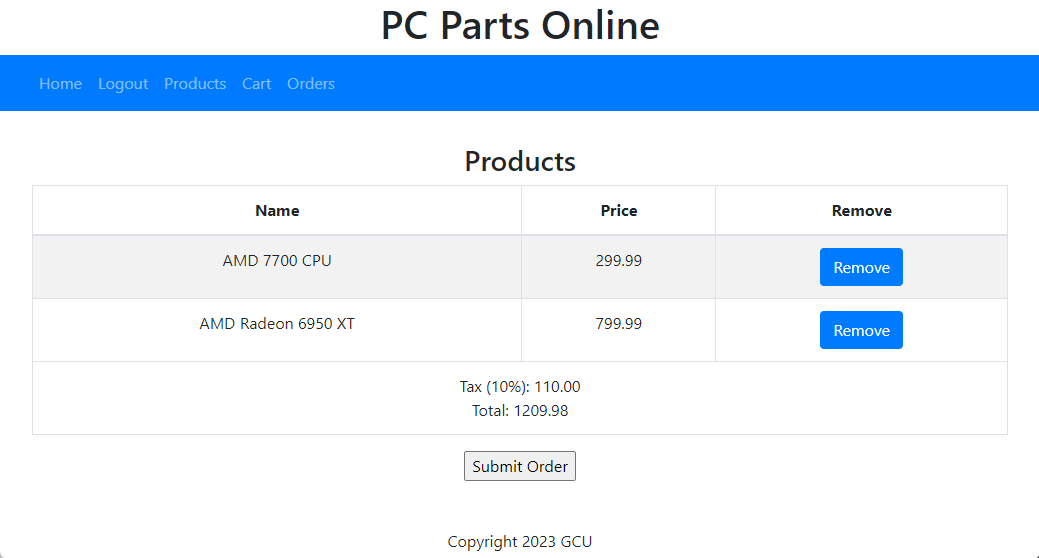 PC Parts Online
Home Logout Products Cart Orders
Products
Name Price Remove
AMD 7700 CPU 299.99 Remove
AMD Radeon 6950 XT 799.99 Remove
Tax (10%): 110.00
Total: 1209.98
Submit Order
Copyright 2023 GCU